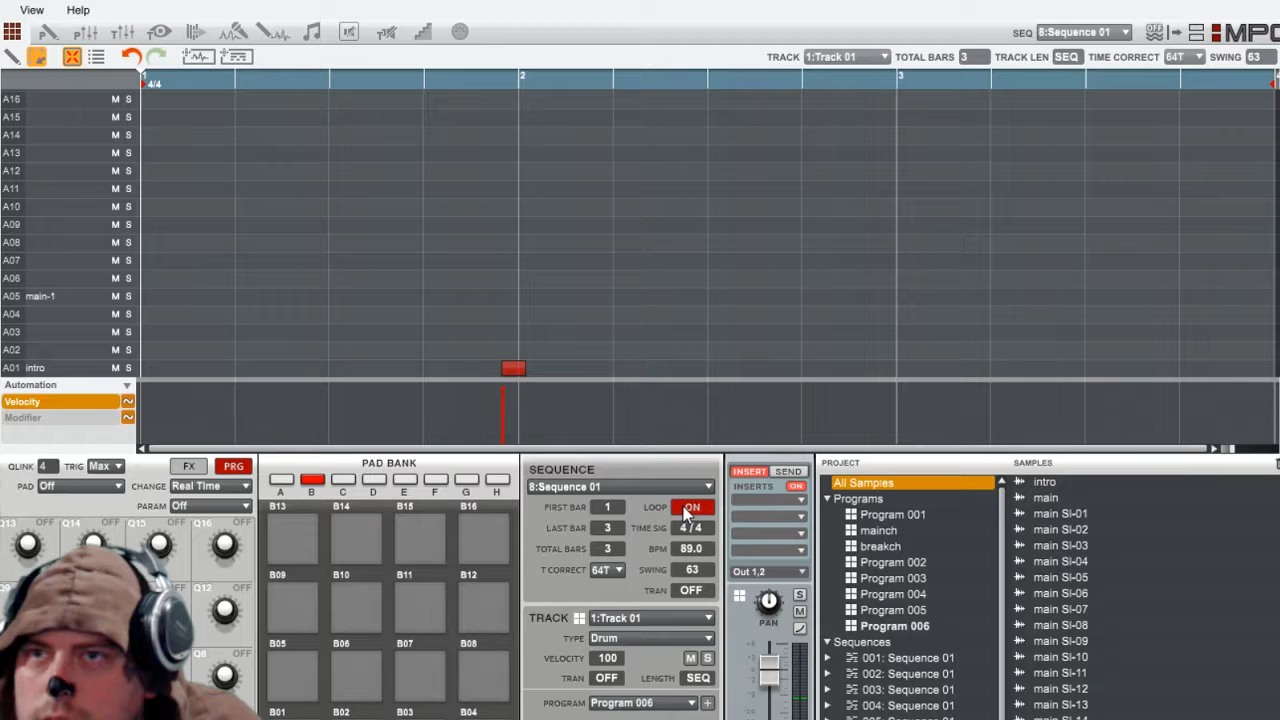 View Help
SEQ 8:Sequence 01 MPC
TRACK 1:Track 01 TOTAL BARS 3 TRACK LEN SEQ TIME CORRECT 64T SWING 63
1 2 3
4/4
A16 M S
A15 M S
A14 M S
A13 M S
A12 M S
A11 M S
A10 M S
A09 M S
A08 M S
A07 M S
A06 M S
A05 main-1 M S
A04 M S
A03 M S
A02 M S
A01 intro M S
Automation
Velocity
Modifier
QLINK 4 TRIG Max FX PRG
PAD Off CHANGE Real Time
PARAM Off
Q13 OFF Q14 OFF Q15 OFF Q16 OFF
Q9 OFF Q12 OFF
Q8 OFF
PAD BANK
A B C D E F G H
B13 B14 B15 B16
B09 B10 B11 B12
B05 B06 B07 B08
B01 B02 B03 B04
SEQUENCE
8:Sequence 01
FIRST BAR 1 LOOP ON
LAST BAR 3 TIME SIG 4 / 4
TOTAL BARS 3 BPM 89.0
T CORRECT 64T SWING 63
TRAN OFF
TRACK 1:Track 01
TYPE Drum
VELOCITY 100 M S
TRAN OFF LENGTH SEQ
PROGRAM Program 006 +
INSERT SEND
INSERTS ON
Out 1,2
PAN S
M
PROJECT
All Samples
Programs
Program 001
mainch
breakch
Program 002
Program 003
Program 004
Program 005
Program 006
Sequences
001: Sequence 01
002: Sequence 01
003: Sequence 01
004: Sequence 01
SAMPLES
intro
main
main Sl-01
main Sl-02
main Sl-03
main Sl-04
main Sl-05
main Sl-06
main Sl-07
main Sl-08
main Sl-09
main Sl-10
main Sl-11
main Sl-12
main Sl-13